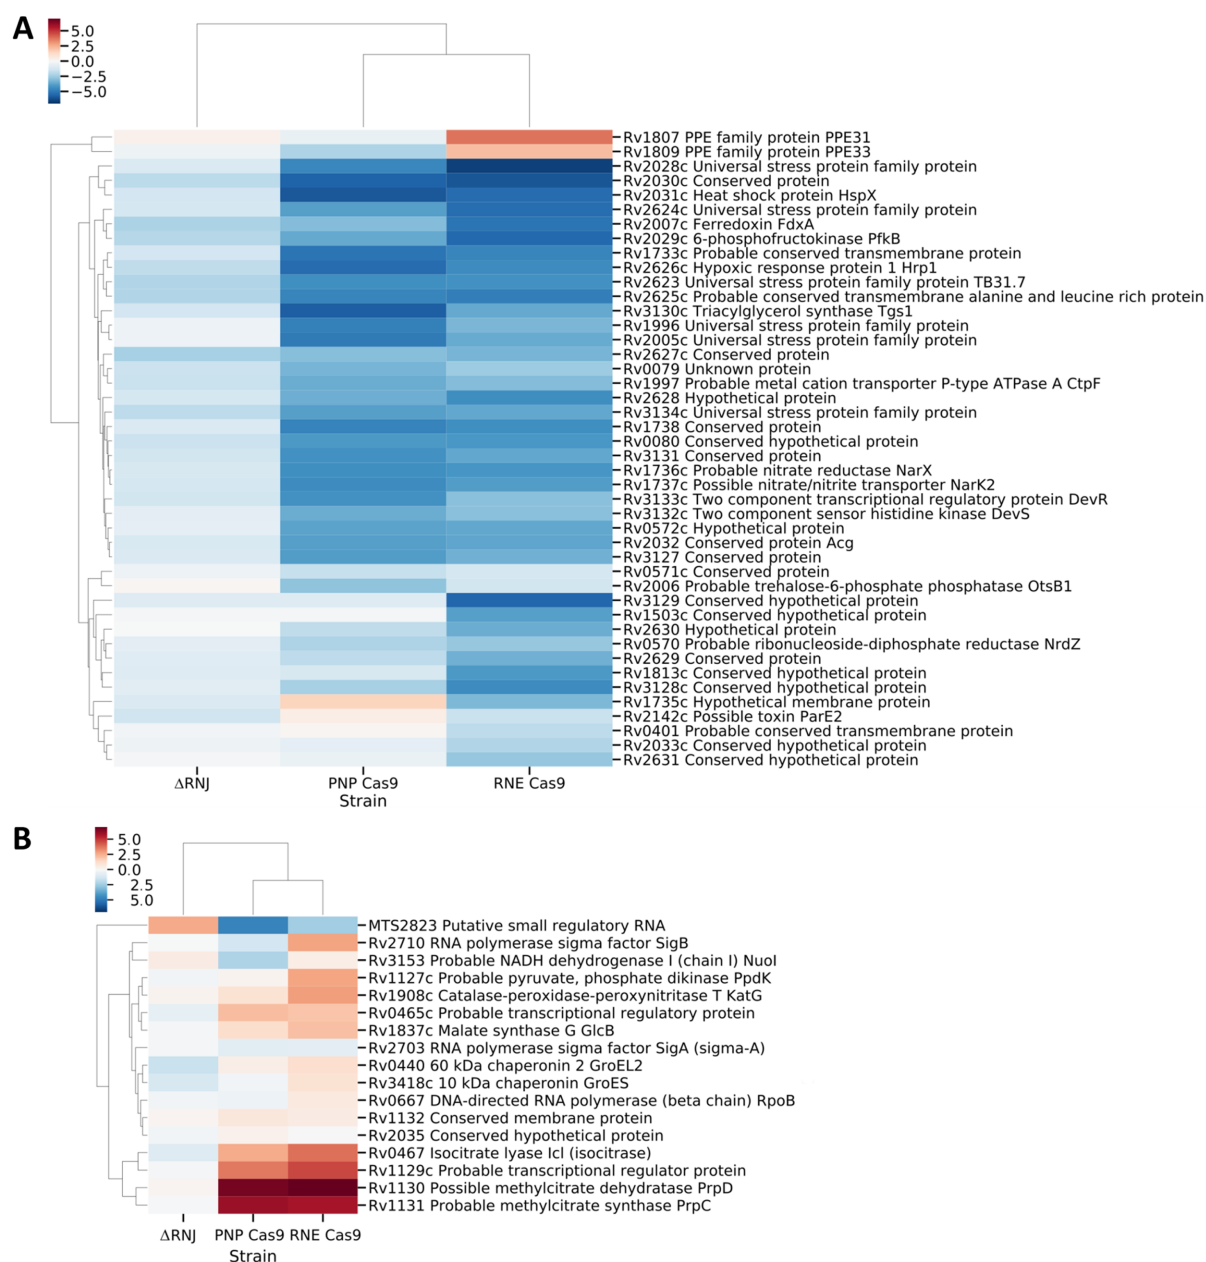 A
5.0
2.5
0.0
−2.5
−5.0
Rv1807 PPE family protein PPE31
Rv1809 PPE family protein PPE33
Rv2028c Universal stress protein family protein
Rv2030c Conserved protein
Rv2031c Heat shock protein HspX
Rv2624c Universal stress protein family protein
Rv2007c Ferredoxin FdxA
Rv2029c 6-phosphofructokinase PfkB
Rv1733c Probable conserved transmembrane protein
Rv2626c Hypoxic response protein 1 Hrp1
Rv2623 Universal stress protein family protein TB31.7
Rv2625c Probable conserved transmembrane alanine and leucine rich protein
Rv3130c Triacylglycerol synthase Tgs1
Rv1996 Universal stress protein family protein
Rv2005c Universal stress protein family protein
Rv2627c Conserved protein
Rv0079 Unknown protein
Rv1997 Probable metal cation transporter P-type ATPase A CtpF
Rv2628 Hypothetical protein
Rv3134c Universal stress protein family protein
Rv1738 Conserved protein
Rv0080 Conserved hypothetical protein
Rv3131 Conserved protein
Rv1736c Probable nitrate reductase NarX
Rv1737c Possible nitrate/nitrite transporter NarK2
Rv3133c Two component transcriptional regulatory protein DevR
Rv3132c Two component sensor histidine kinase DevS
Rv0572c Hypothetical protein
Rv2032 Conserved protein Acg
Rv3127 Conserved protein
Rv0571c Conserved protein
Rv2006 Probable trehalose-6-phosphate phosphatase OtsB1
Rv3129 Conserved hypothetical protein
Rv1503c Conserved hypothetical protein
Rv2630 Hypothetical protein
Rv0570 Probable ribonucleoside-diphosphate reductase NrdZ
Rv2629 Conserved protein
Rv1813c Conserved hypothetical protein
Rv3128c Conserved hypothetical protein
Rv1735c Hypothetical membrane protein
Rv2142c Possible toxin ParE2
Rv0401 Probable conserved transmembrane protein
Rv2033c Conserved hypothetical protein
Rv2631 Conserved hypothetical protein
ΔRNJ PNP Cas9 RNE Cas9
Strain
B
5.0
2.5
0.0
2.5
5.0
MTS2823 Putative small regulatory RNA
Rv2710 RNA polymerase sigma factor SigB
Rv3153 Probable NADH dehydrogenase I (chain I) NuoI
Rv1127c Probable pyruvate, phosphate dikinase PpdK
Rv1908c Catalase-peroxidase-peroxynitritase T KatG
Rv0465c Probable transcriptional regulatory protein
Rv1837c Malate synthase G GlcB
Rv2703 RNA polymerase sigma factor SigA (sigma-A)
Rv0440 60 kDa chaperonin 2 GroEL2
Rv3418c 10 kDa chaperonin GroES
Rv0667 DNA-directed RNA polymerase (beta chain) RpoB
Rv1132 Conserved membrane protein
Rv2035 Conserved hypothetical protein
Rv0467 Isocitrate lyase Icl (isocitrase)
Rv1129c Probable transcriptional regulator protein
Rv1130 Possible methylcitrate dehydratase PrpD
Rv1131 Probable methylcitrate synthase PrpC
ΔRNJ PNP Cas9 RNE Cas9
Strain